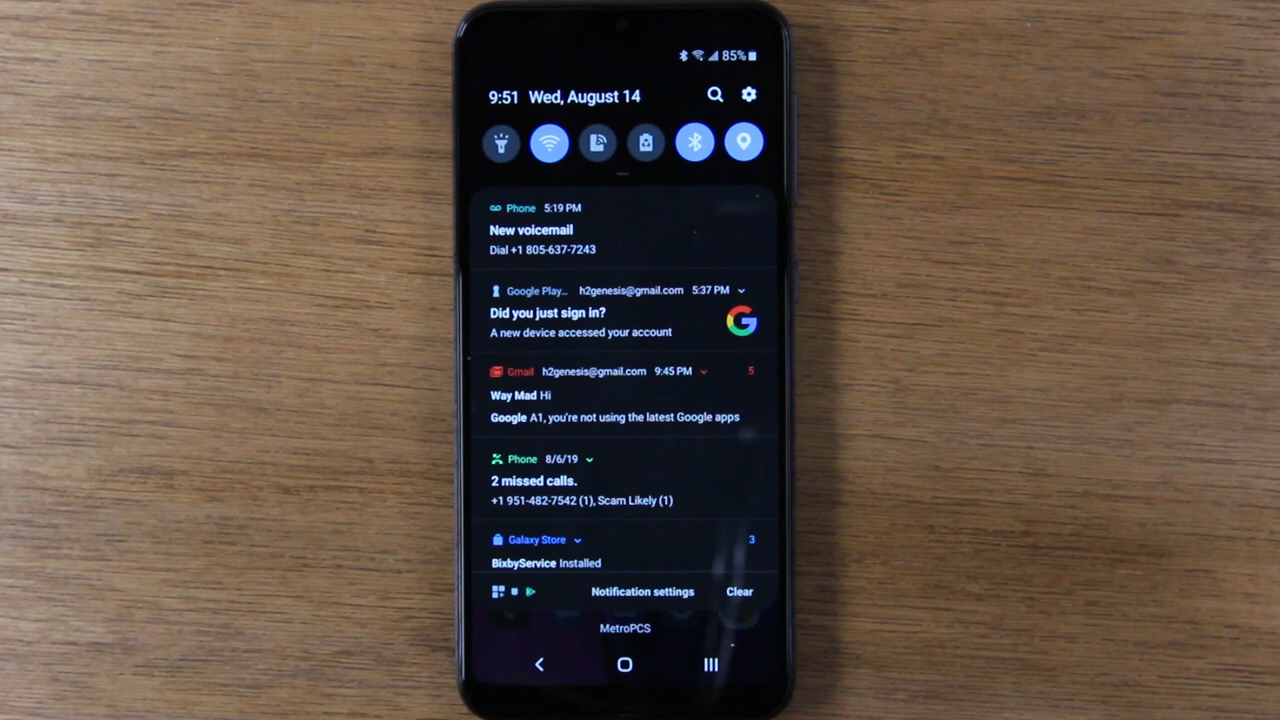 85%
9:51 Wed, August 14
Phone 5:19 PM
New voicemail
Dial +1 805-637-7243
Google Play... h2genesis@gmail.com 5:37 PM
Did you just sign in?
A new device accessed your account
Gmail h2genesis@gmail.com 9:45 PM 5
Way Mad Hi
Google A1, you're not using the latest Google apps
Phone 8/6/19
2 missed calls.
+1 951-482-7542 (1), Scam Likely (1)
Galaxy Store 3
BixbyService Installed
Notification settings Clear
MetroPCS